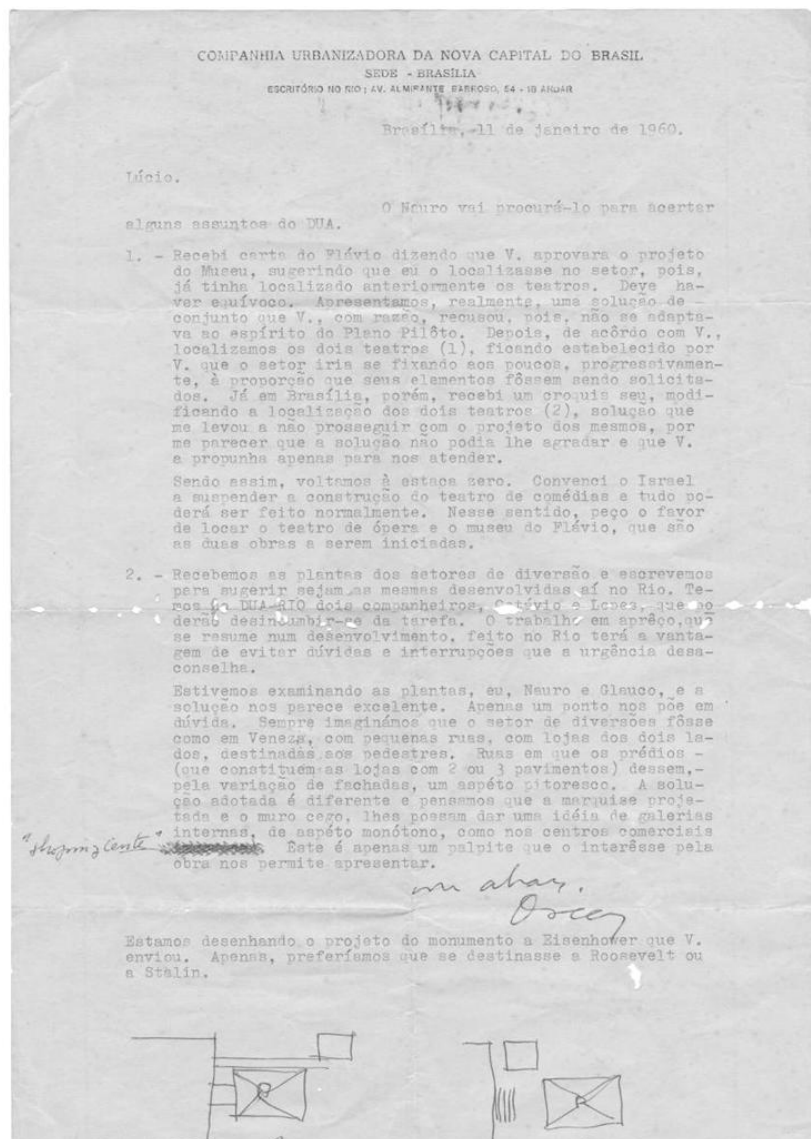 COMPANHIA URBANIZADORA DA NOVA CAPITAL DO BRASIL
SEDE - BRASÍLIA
ESCRITÓRIO NO RIO; AV. ALMIRANTE BARROSO, 54 - 18 ANDAR
Brasília, 11 de janeiro de 1960.
Lúcio.
O Nauro vai procurá-lo para acertar
alguns assuntos do DUA.
1. - Recebi carta do Flávio dizendo que V. aprovara o projeto
do Museu, sugerindo que eu o localizasse no setor, pois,
já tinha localizado anteriormente os teatros. Deve ha-
ver equívoco. Apresentamos, realmente, uma solução de -
conjunto que V., com razão, recusou, pois, não se adapta-
va ao espírito do Plano Pilôto. Depois, de acôrdo com V.,
localizamos os dois teatros (1), ficando estabelecido por
V. que o setor iria se fixando aos poucos, progressivamen-
te, à proporção que seus elementos fôssem sendo solicita-
dos. Já em Brasília, porém, recebi um croquis seu, modi-
ficando a localização dos dois teatros (2), solução que
me levou a não prosseguir com o projeto dos mesmos, por
me parecer que a solução não podia lhe agradar e que V.
a propunha apenas para nos atender.
Sendo assim, voltamos à estaca zero. Convenci o Israel
a suspender a construção do teatro de comédias e tudo po-
derá ser feito normalmente. Nesse sentido, peço o favor
de locar o teatro de ópera e o museu do Flávio, que são
as duas obras a serem iniciadas.
2. - Recebemos as plantas dos setores de diversão e escrevemos
para sugerir sejam as mesmas desenvolvidas aí no Rio. Te-
mos no DUA-RIO dois companheiros, Octávio e Lopes, que po
derão desincumbir-se da tarefa. O trabalho em aprêço, que
se resume num desenvolvimento, feito no Rio terá a vanta-
gem de evitar dúvidas e interrupções que a urgência desa-
conselha.
Estivemos examinando as plantas, eu, Nauro e Glauco, e a
solução nos parece excelente. Apenas um ponto nos põe em
dúvida. Sempre imaginámos que o setor de diversões fôsse
como em Veneza, com pequenas ruas, com lojas dos dois la-
dos, destinadas aos pedestres. Ruas em que os prédios -
(que constituem as lojas com 2 ou 3 pavimentos) dessem,-
pela variação de fachadas, um aspéto pitoresco. A solu-
ção adotada é diferente e pensamos que a marquise proje-
tada e o muro cego, lhes possam dar uma idéia de galerias
internas, de aspéto monótono, como nos centros comerciais
"shopping center" Este é apenas um palpite que o interêsse pela
obra nos permite apresentar.
um abraç.
Oscar
Estamos desenhando o projeto do monumento a Eisenhower que V.
enviou. Apenas, preferíamos que se destinasse a Roosevelt ou
a Stalin.